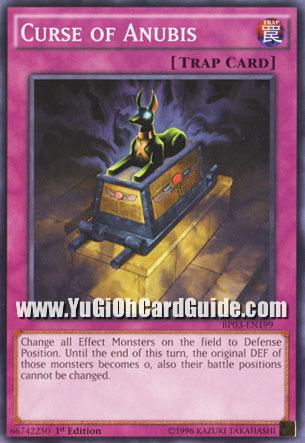 CURSE OF ANUBIS
TRAP
罠
[TRAP CARD]
www.YuGiOhCardGuide.com
BP03-EN199
Change all Effect Monsters on the field to Defense
Position. Until the end of this turn, the original DEF of
those monsters becomes 0, also their battle positions
cannot be changed.
66742250 1st Edition ©1996 KAZUKI TAKAHASHI